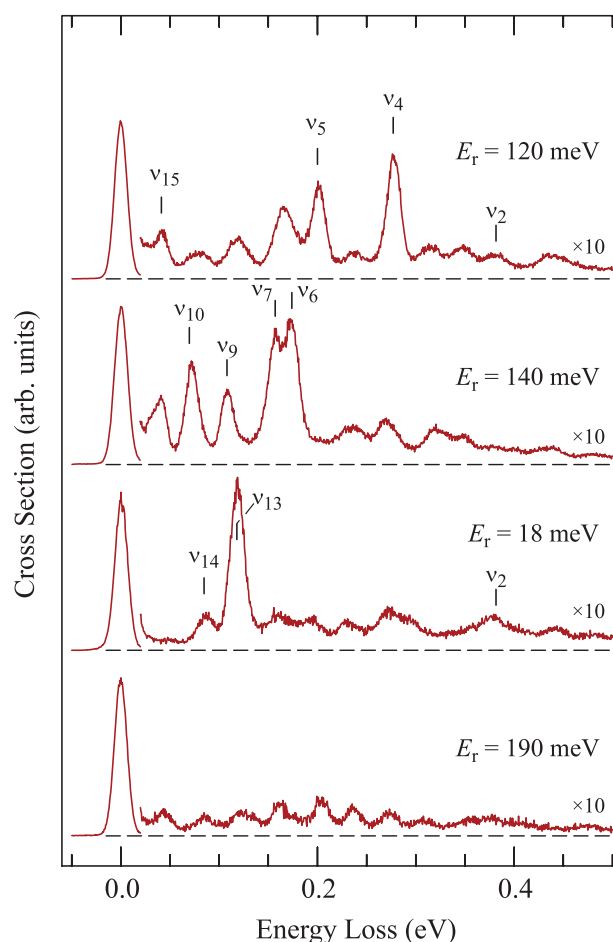 ν4
ν5
Er = 120 meV
ν15
ν2
×10
ν7 ν6
ν10
ν9
Er = 140 meV
×10
ν13
Er = 18 meV
ν14
ν2
×10
Er = 190 meV
×10
0.0 0.2 0.4
Energy Loss (eV)
Cross Section (arb. units)